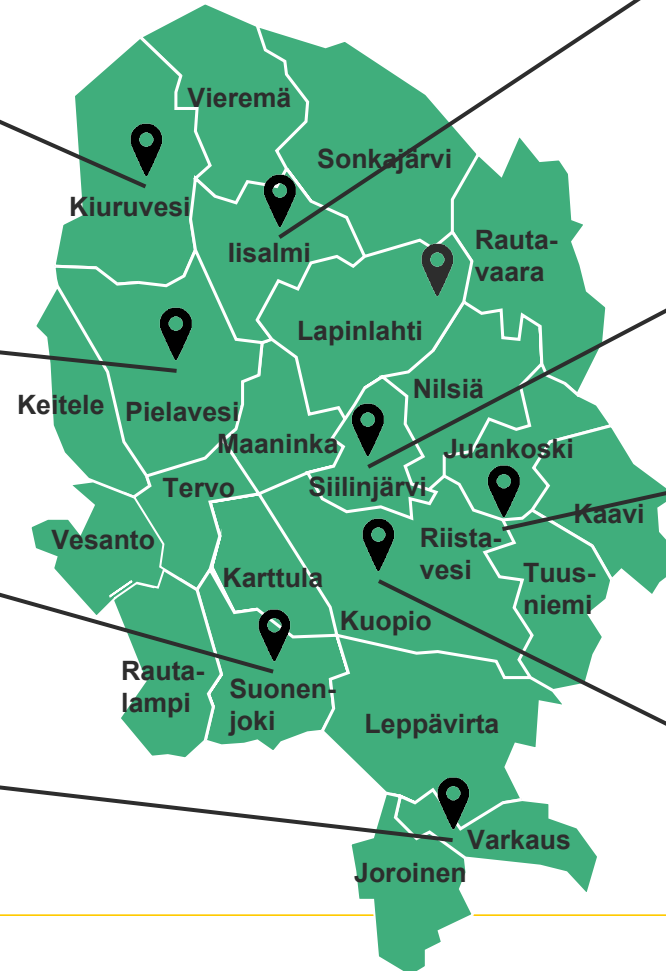 Vieremä
Sonkajärvi
Kiuruvesi
Iisalmi
Rauta-
vaara
Lapinlahti
Nilsiä
Keitele
Pielavesi
Maaninka
Juankoski
Tervo
Siilinjärvi
Kaavi
Vesanto
Riista-
vesi
Karttula
Tuus-
niemi
Kuopio
Rauta-
lampi
Suonen-
joki
Leppävirta
Varkaus
Joroinen